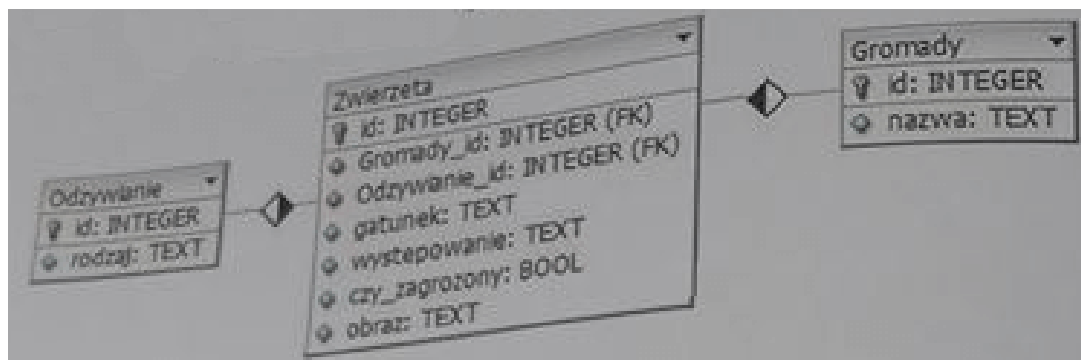 Odzywianie
id: INTEGER
rodzaj: TEXT
Zwierzeta
id: INTEGER
Gromady_id: INTEGER (FK)
Odzywanie_id: INTEGER (FK)
gatunek: TEXT
wystepowanie: TEXT
czy_zagrozony: BOOL
obraz: TEXT
Gromady
id: INTEGER
nazwa: TEXT